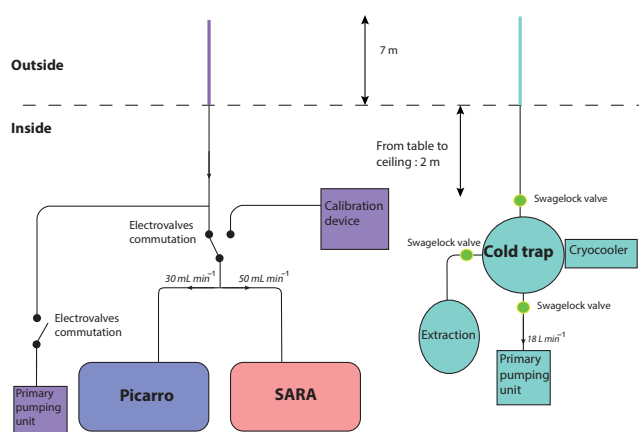 7 m
Outside
Inside
From table to
ceiling : 2 m
Swagelock valve
Calibration
device
Electrovalves
commutation
Swagelock valve
Cold trap
Cryocooler
30 mL min⁻¹
50 mL min⁻¹
Swagelock valve
Electrovalves
commutation
Extraction
18 L min⁻¹
Primary
pumping
unit
Picarro
SARA
Primary
pumping
unit